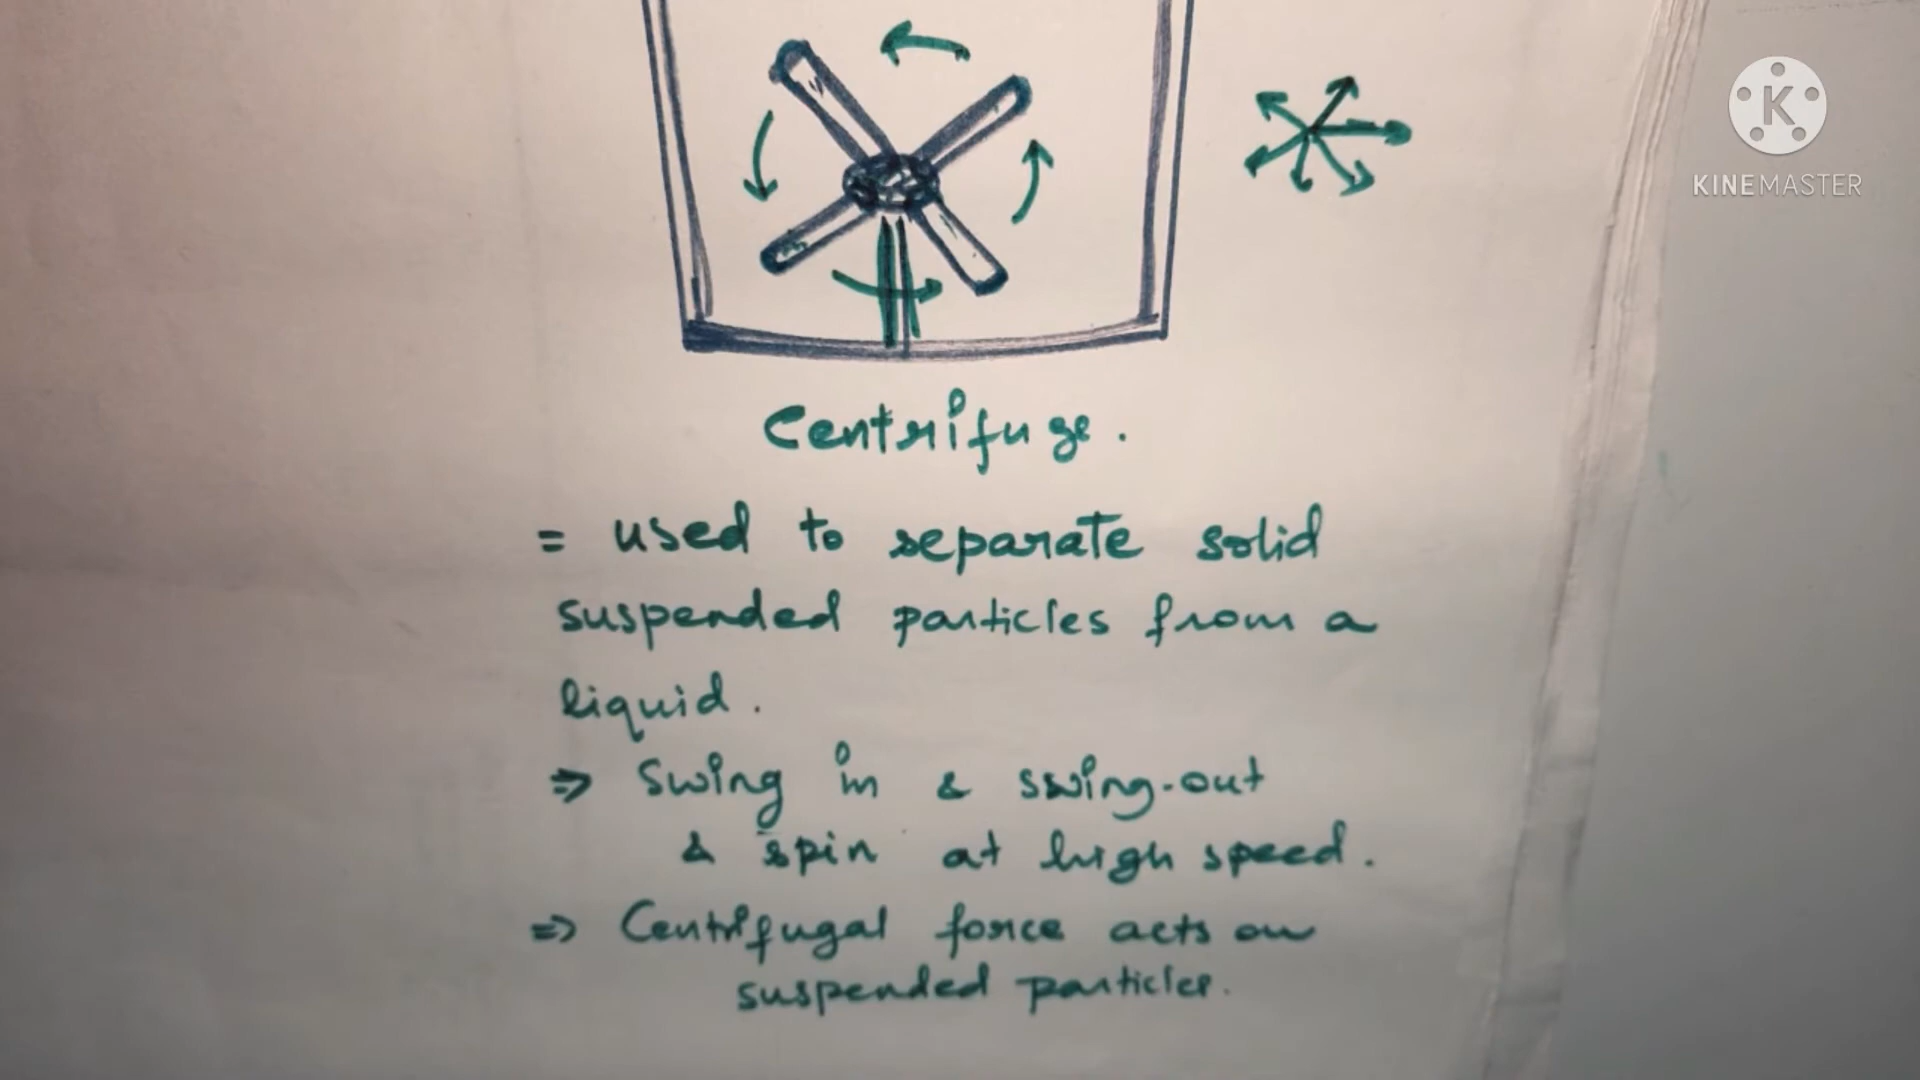 K
KINEMASTER
Centrifuge.
= used to separate solid
suspended particles from a
liquid.
⇒ Swing in & swing-out
& spin at high speed.
⇒ Centrifugal force acts on
suspended particles.